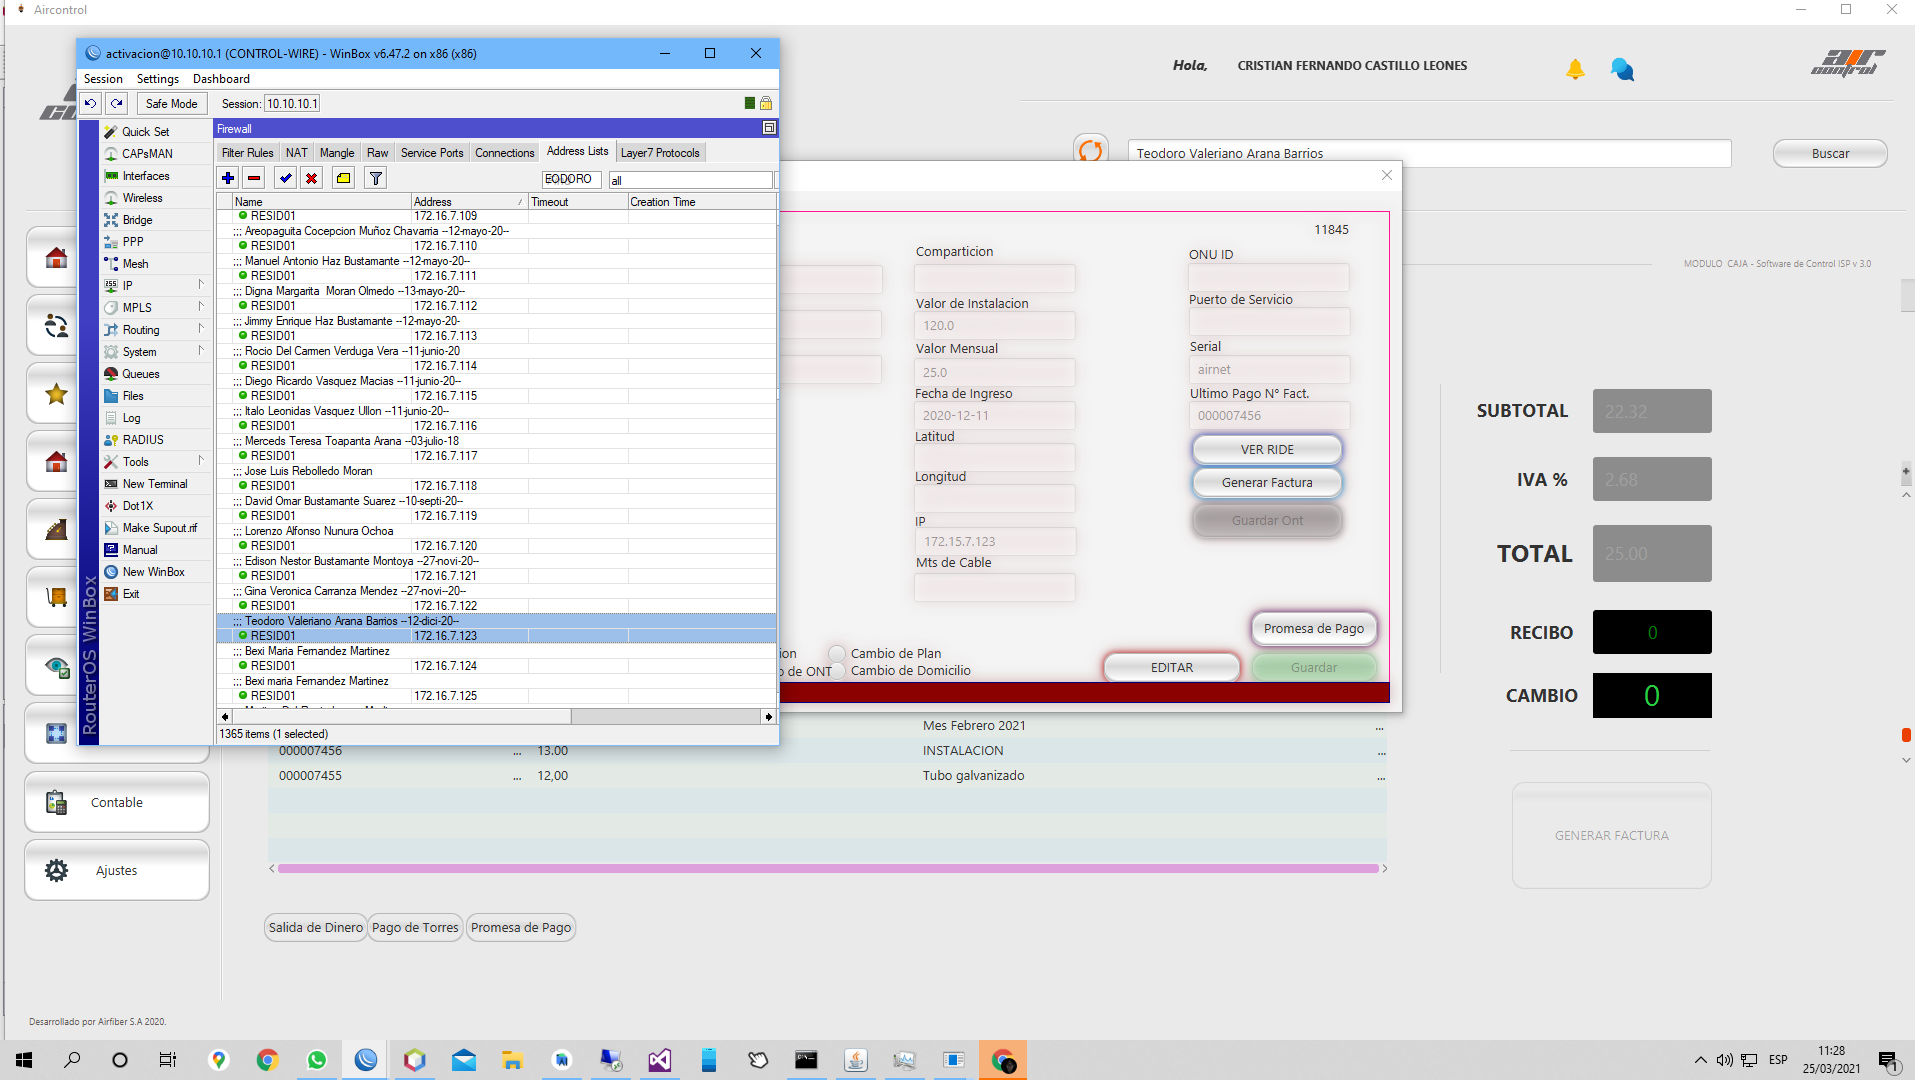 Aircontrol
activacion@10.10.10.1 (CONTROL-WIRE) - WinBox v6.47.2 on x86 (x86)
Session Settings Dashboard
Safe Mode Session: 10.10.10.1
Hola, CRISTIAN FERNANDO CASTILLO LEONES
air control
Teodoro Valeriano Arana Barrios
Buscar
MODULO CAJA - Software de Control ISP v 3.0
RouterOS WinBox
Quick Set
CAPsMAN
Interfaces
Wireless
Bridge
PPP
Mesh
IP
MPLS
Routing
System
Queues
Files
Log
RADIUS
Tools
New Terminal
Dot1X
Make Supout.rif
Manual
New WinBox
Exit
Firewall
Filter Rules NAT Mangle Raw Service Ports Connections Address Lists Layer7 Protocols
EODORO all
Name Address Timeout Creation Time
RESID01 172.16.7.109
;;; Areopaguita Cocepcion Muñoz Chavarria --12-mayo-20--
RESID01 172.16.7.110
;;; Manuel Antonio Haz Bustamante --12-mayo-20--
RESID01 172.16.7.111
;;; Digna Margarita  Moran Olmedo --13-mayo-20--
RESID01 172.16.7.112
;;; Jimmy Enrique Haz Bustamante --12-mayo-20-
RESID01 172.16.7.113
;;; Rocio Del Carmen Verduga Vera --11-junio-20
RESID01 172.16.7.114
;;; Diego Ricardo Vasquez Macias --11-junio-20--
RESID01 172.16.7.115
;;; Italo Leonidas Vasquez Ullon --11-junio-20--
RESID01 172.16.7.116
;;; Merceds Teresa Toapanta Arana --03-julio-18
RESID01 172.16.7.117
;;; Jose Luis Rebolledo Moran
RESID01 172.16.7.118
;;; David Omar Bustamante Suarez --10-septi-20--
RESID01 172.16.7.119
;;; Lorenzo Alfonso Nunura Ochoa
RESID01 172.16.7.120
;;; Edison Nestor Bustamante Montoya --27-novi-20--
RESID01 172.16.7.121
;;; Gina Veronica Carranza Mendez --27-novi--20--
RESID01 172.16.7.122
;;; Teodoro Valeriano Arana Barrios --12-dici-20--
RESID01 172.16.7.123
;;; Bexi Maria Fernandez Martinez
RESID01 172.16.7.124
;;; Bexi maria Fernandez Martinez
RESID01 172.16.7.125
1365 items (1 selected)
11845
Comparticion
Valor de Instalacion
120.0
Valor Mensual
25.0
Fecha de Ingreso
2020-12-11
Latitud
Longitud
IP
172.15.7.123
Mts de Cable
ONU ID
Puerto de Servicio
Serial
airnet
Ultimo Pago N° Fact.
000007456
VER RIDE
Generar Factura
Guardar Ont
Promesa de Pago
ion Cambio de Plan
o de ONT Cambio de Domicilio
EDITAR Guardar
SUBTOTAL 22.32
IVA % 2.68
TOTAL 25.00
RECIBO 0
CAMBIO 0
GENERAR FACTURA
Mes Febrero 2021 ...
000007456 ... 13.00 INSTALACION ...
000007455 ... 12,00 Tubo galvanizado ...
Contable
Ajustes
Salida de Dinero Pago de Torres Promesa de Pago
Desarrollado por Airfiber S.A 2020.
ESP
11:28
25/03/2021
1